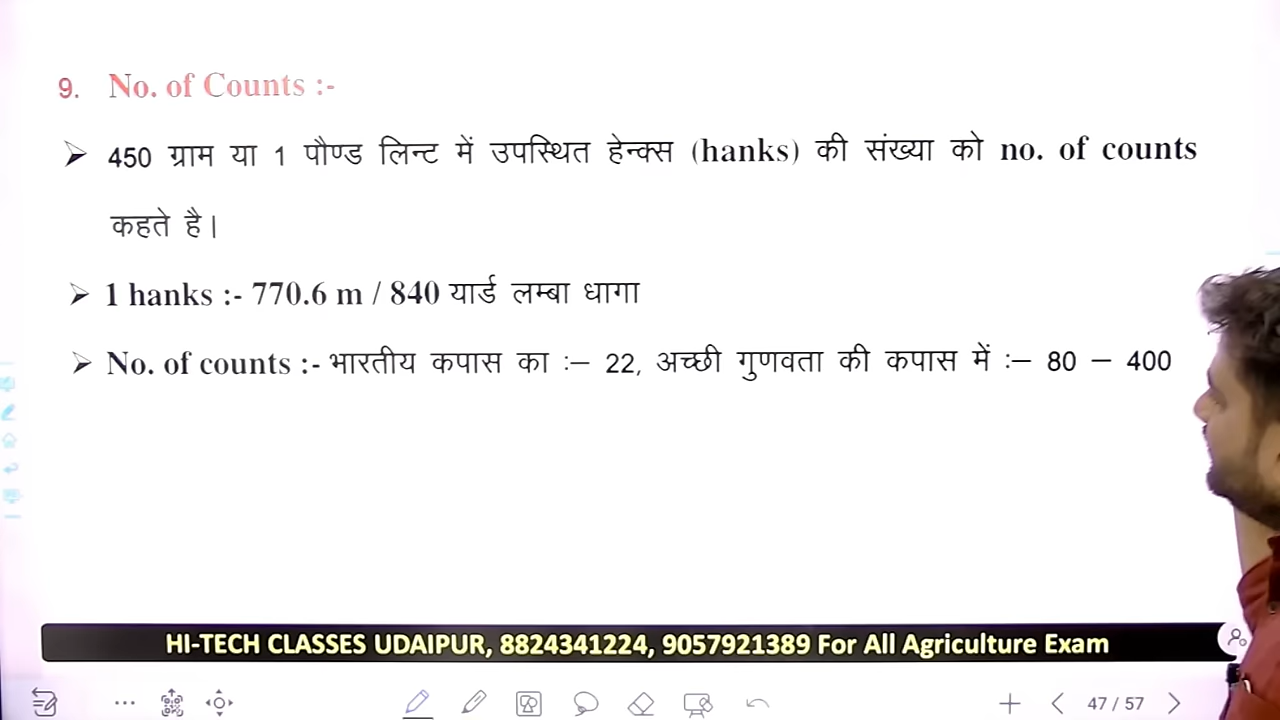 9. No. of Counts :-
➢ 450 ग्राम या 1 पौण्ड लिन्ट में उपस्थित हेन्क्स (hanks) की संख्या को no. of counts
कहते है।
➢ 1 hanks :- 770.6 m / 840 यार्ड लम्बा धागा
➢ No. of counts :- भारतीय कपास का :– 22, अच्छी गुणवता की कपास में :– 80 – 400
HI-TECH CLASSES UDAIPUR, 8824341224, 9057921389 For All Agriculture Exam
47 / 57